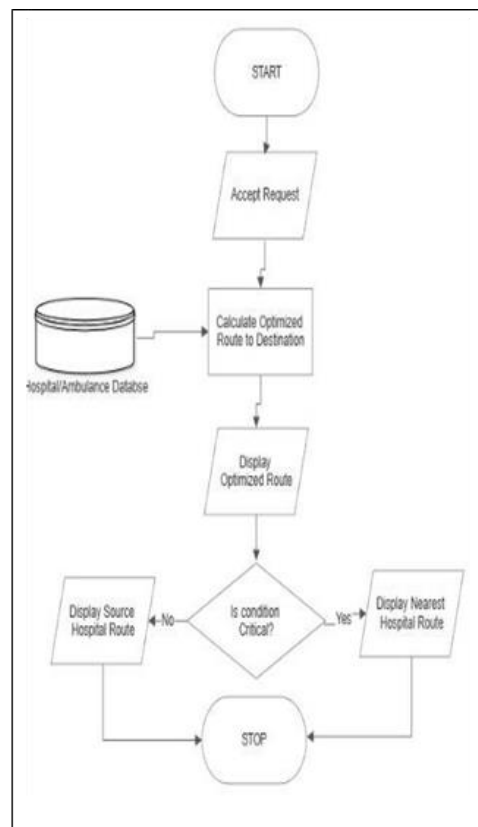 START
Accept Request
Calculate Optimized
Route to Destination
Hospital/Ambulance Databse
Display
Optimized Route
Is condition
Critical?
No
Yes
Display Source
Hospital Route
Display Nearest
Hospital Route
STOP